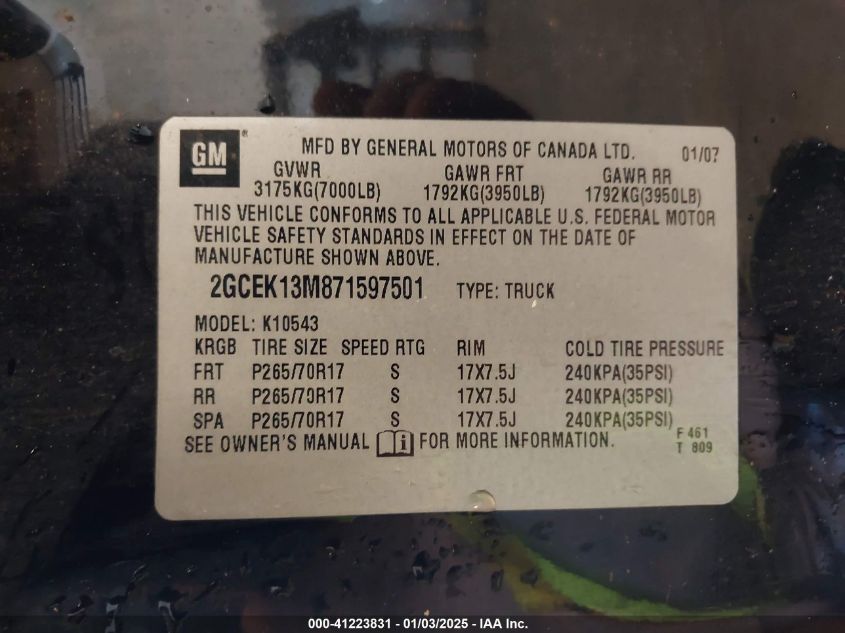 GM®
MFD BY GENERAL MOTORS OF CANADA LTD. 01/07
GVWR GAWR FRT GAWR RR
3175KG(7000LB) 1792KG(3950LB) 1792KG(3950LB)
THIS VEHICLE CONFORMS TO ALL APPLICABLE U.S. FEDERAL MOTOR
VEHICLE SAFETY STANDARDS IN EFFECT ON THE DATE OF
MANUFACTURE SHOWN ABOVE.
2GCEK13M871597501 TYPE: TRUCK
MODEL: K10543
KRGB TIRE SIZE SPEED RTG RIM COLD TIRE PRESSURE
FRT P265/70R17 S 17X7.5J 240KPA(35PSI)
RR P265/70R17 S 17X7.5J 240KPA(35PSI)
SPA P265/70R17 S 17X7.5J 240KPA(35PSI)
SEE OWNER'S MANUAL i FOR MORE INFORMATION.
F 461
T 809
000-41223831 - 01/03/2025 - IAA Inc.